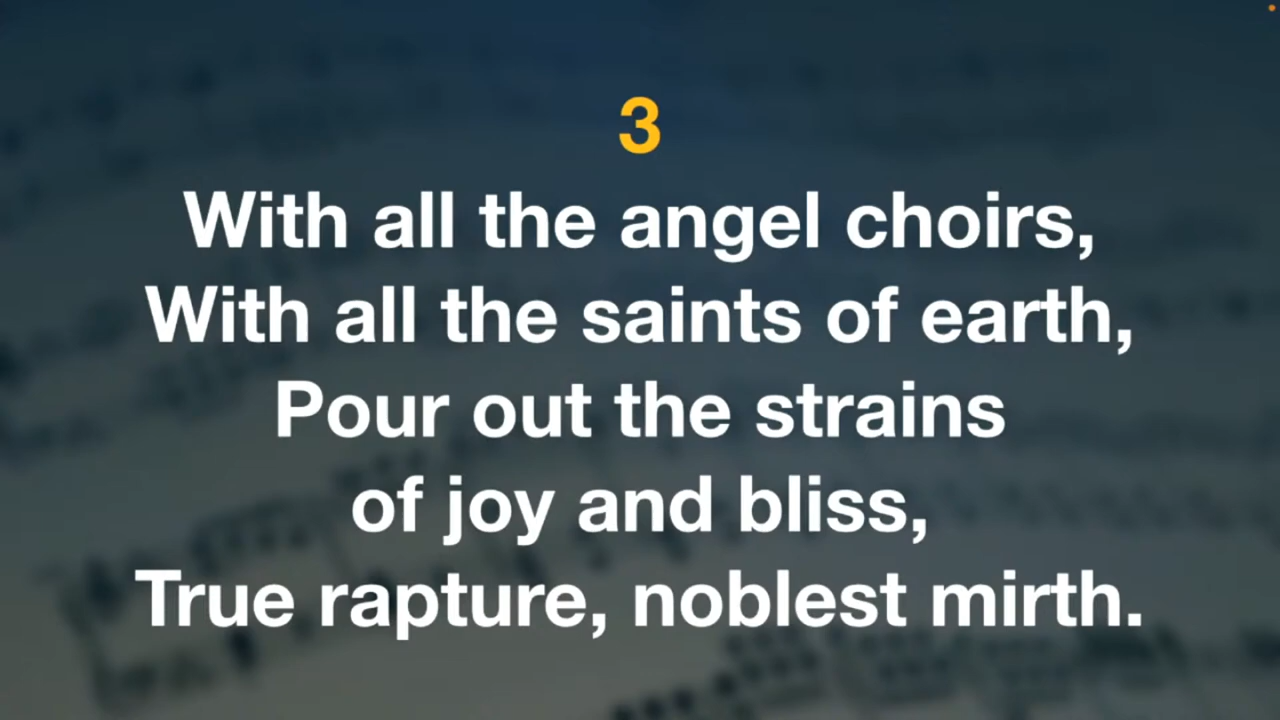 3
With all the angel choirs,
With all the saints of earth,
Pour out the strains
of joy and bliss,
True rapture, noblest mirth.